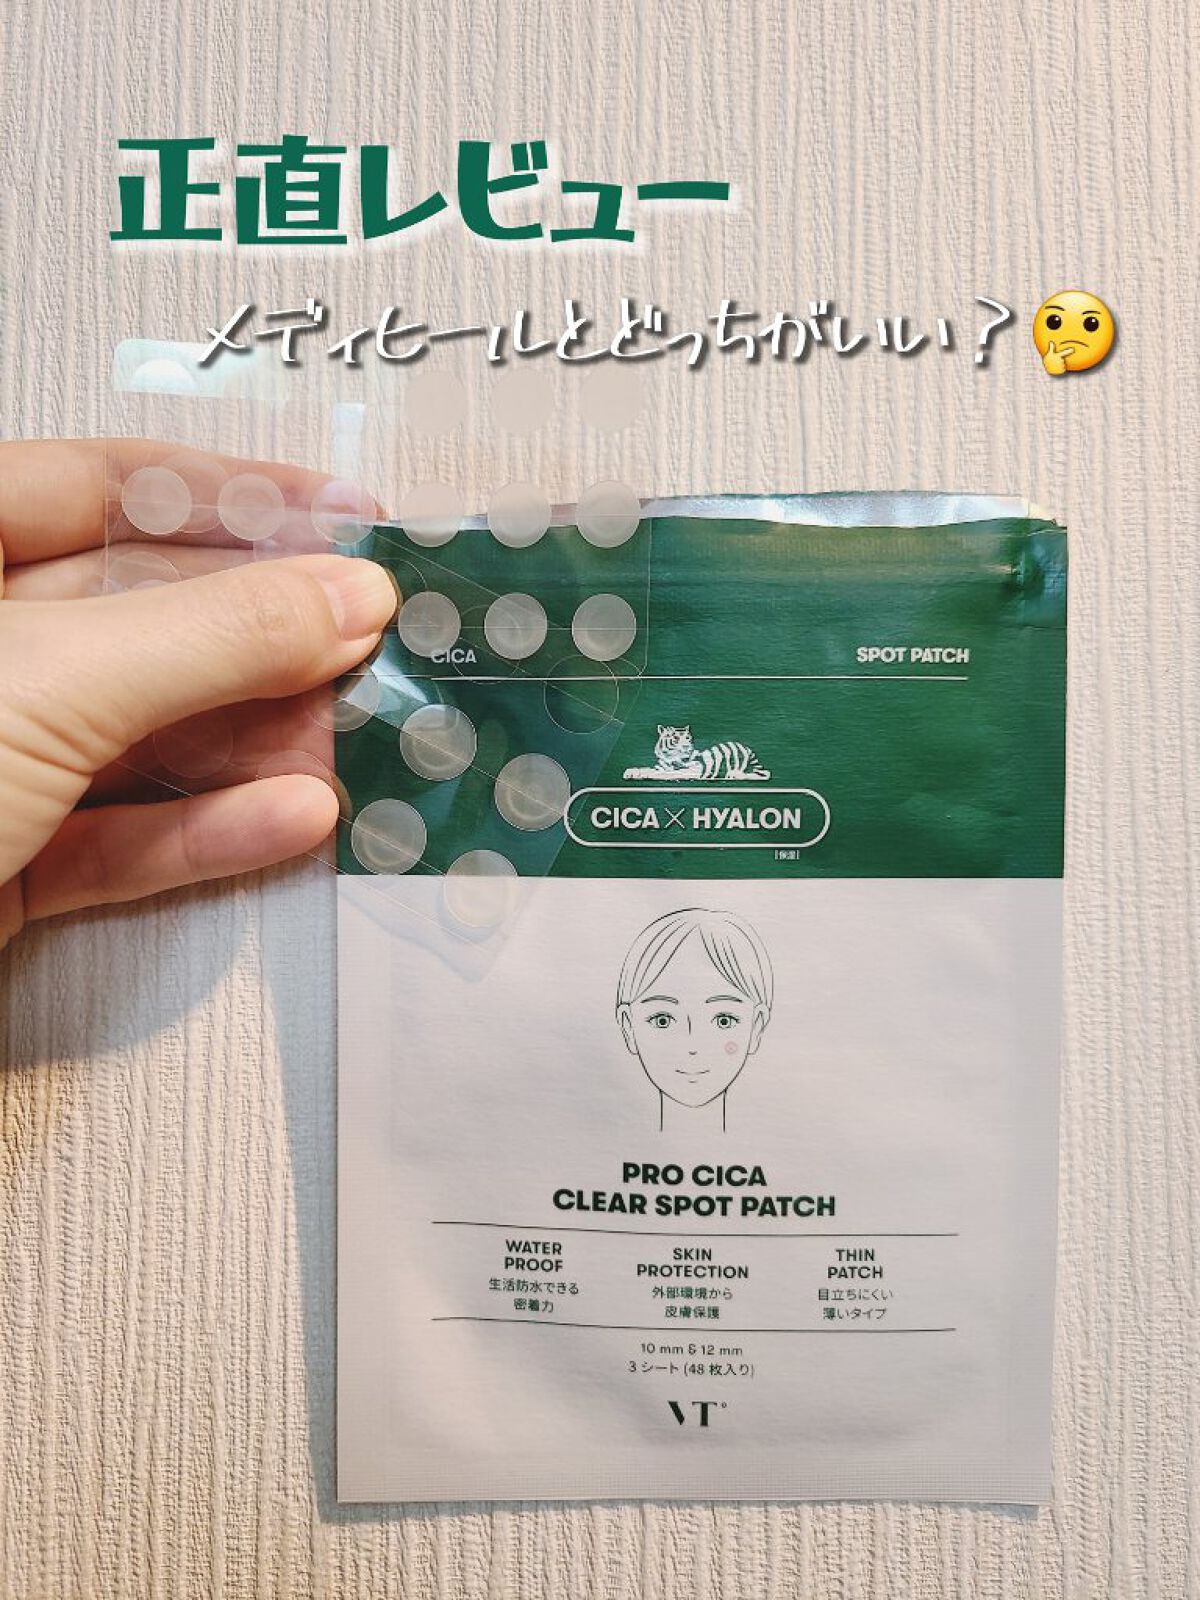 正直レビュー
メディヒールとどっちがいい？🤔
CICA
SPOT PATCH
CICA×HYALON
[保湿]
PRO CICA
CLEAR SPOT PATCH
WATER
PROOF
生活防水できる
密着力
SKIN
PROTECTION
外部環境から
皮膚保護
THIN
PATCH
目立ちにくい
薄いタイプ
10 mm & 12 mm
3 シート (48 枚入り)
VT